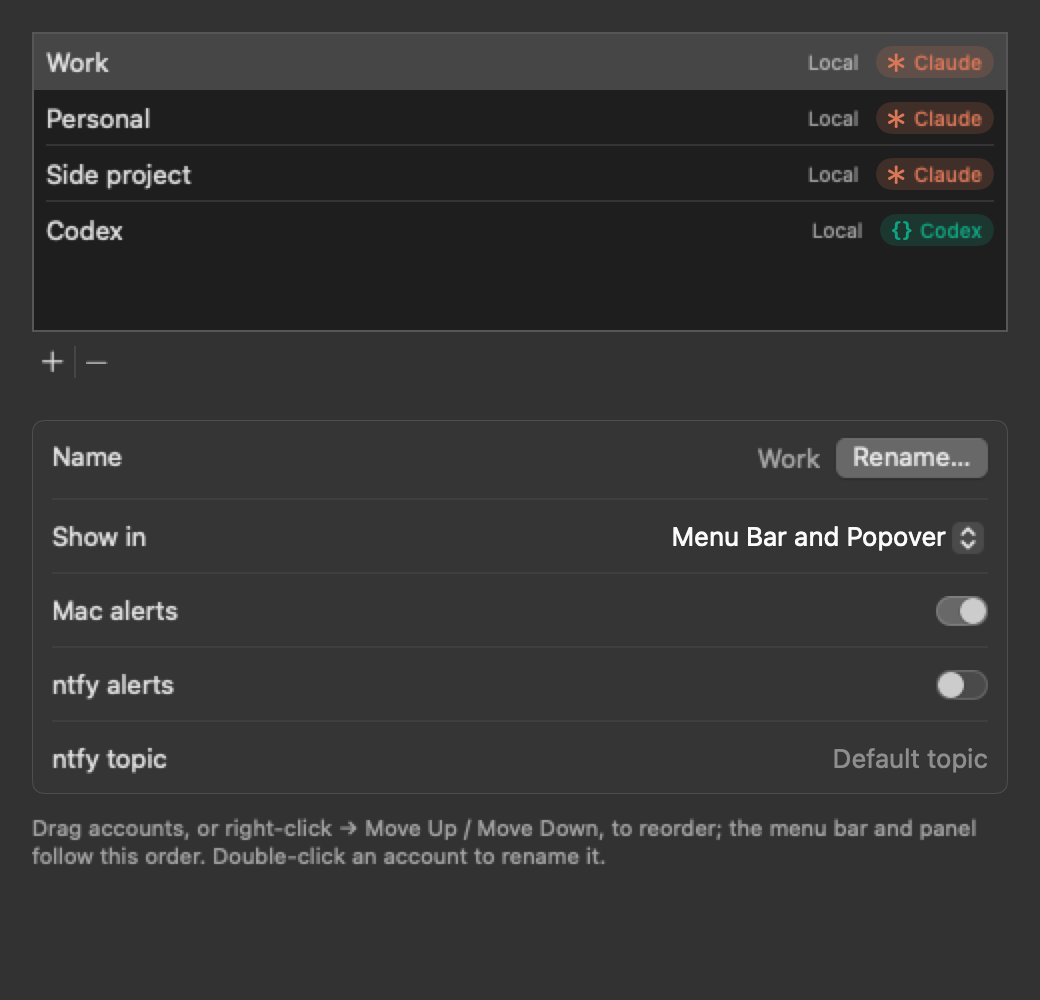 Work Local Claude
Personal Local Claude
Side project Local Claude
Codex Local {} Codex
+ −
Name Work Rename...
Show in Menu Bar and Popover
Mac alerts
ntfy alerts
ntfy topic Default topic
Drag accounts, or right-click → Move Up / Move Down, to reorder; the menu bar and panel
follow this order. Double-click an account to rename it.